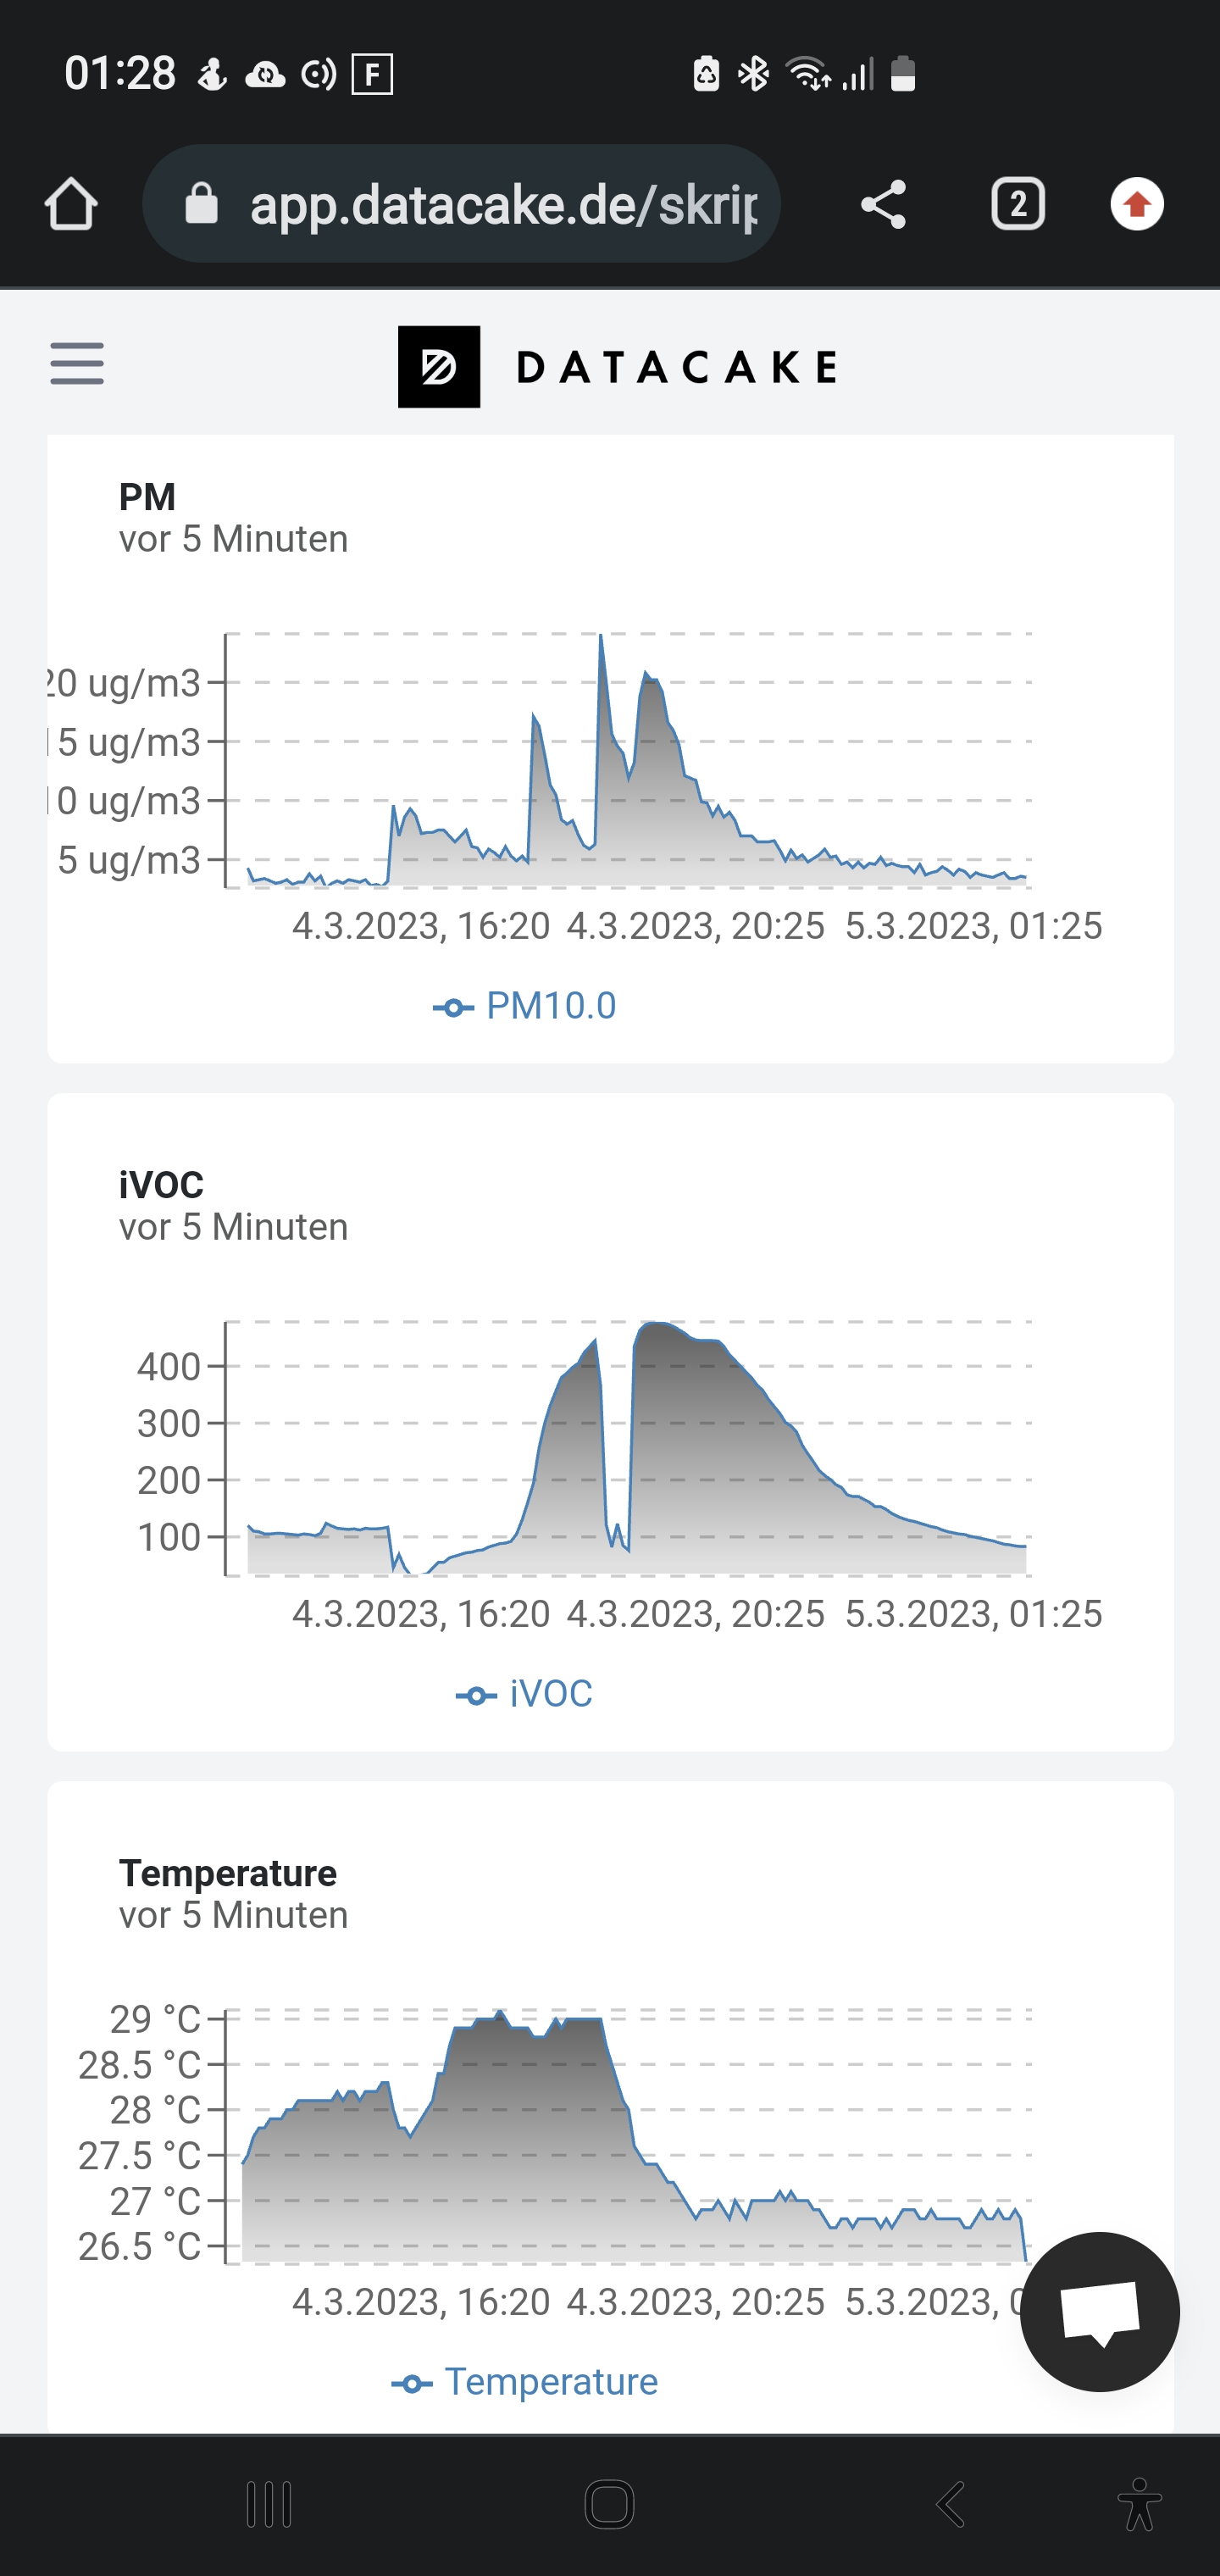 01:28 F
app.datacake.de/skrip
2
DATACAKE
PM
vor 5 Minuten
20 ug/m3
15 ug/m3
10 ug/m3
5 ug/m3
4.3.2023, 16:20 4.3.2023, 20:25 5.3.2023, 01:25
PM10.0
iVOC
vor 5 Minuten
400
300
200
100
4.3.2023, 16:20 4.3.2023, 20:25 5.3.2023, 01:25
iVOC
Temperature
vor 5 Minuten
29 °C
28.5 °C
28 °C
27.5 °C
27 °C
26.5 °C
4.3.2023, 16:20 4.3.2023, 20:25 5.3.2023, 0
Temperature